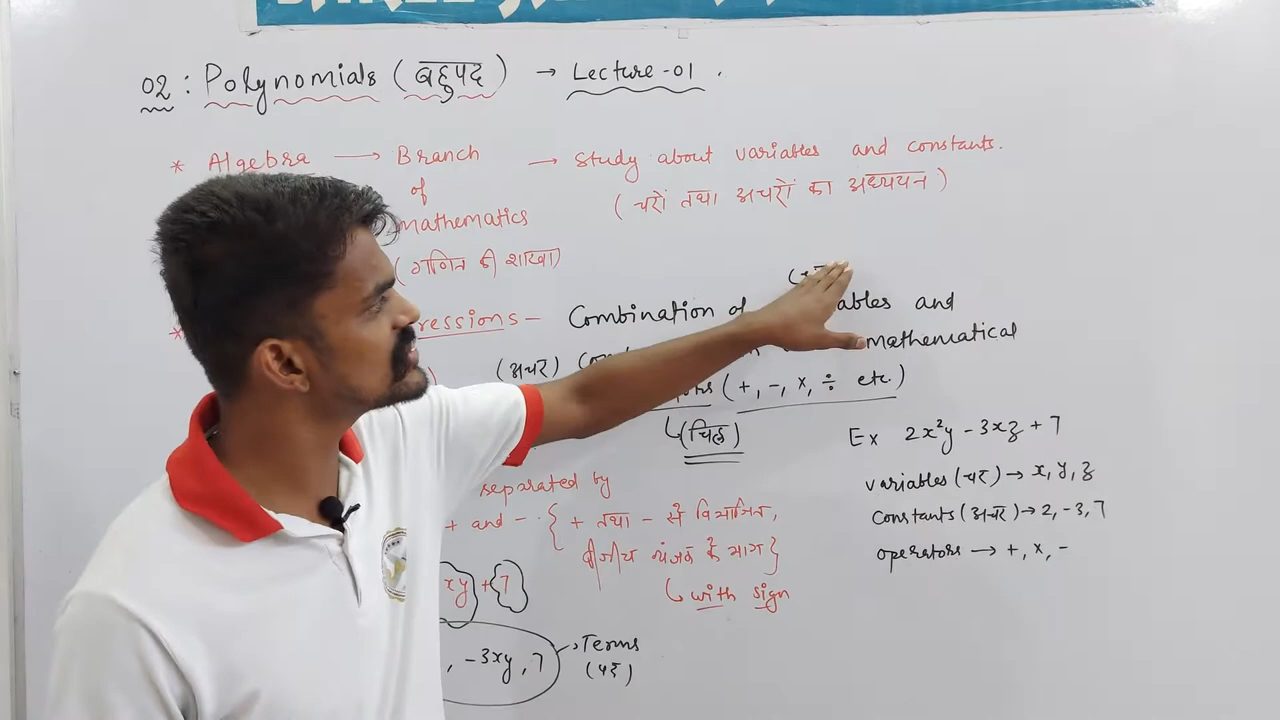 02 : Polynomials (बहुपद) → Lecture-01 .
* Algebra → Branch of mathematics → Study about variables and constants.
(गणित की शाखा)
(चरों तथा अचरों का अध्ययन)
* ressions - Combination of ables and
(अचर) mathematical
(+, -, x, ÷ etc.)
(चिह्न)
separated by
+ and - { + तथा - से विभाजित,
बीजीय व्यंजक के भाग }
with sign
xy + 7
, -3xy, 7 → Terms
(पद)
Ex 2x²y - 3xz + 7
variables (चर) → x, y, z
constants (अचर) → 2, -3, 7
operators → +, x, -